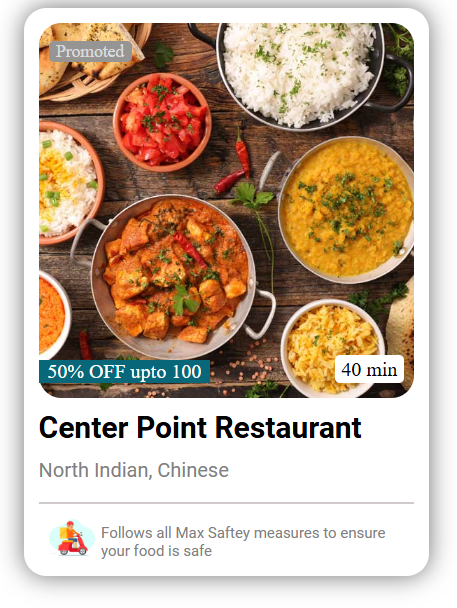 Promoted
50% OFF upto 100
40 min
Center Point Restaurant
North Indian, Chinese
Follows all Max Saftey measures to ensure
your food is safe